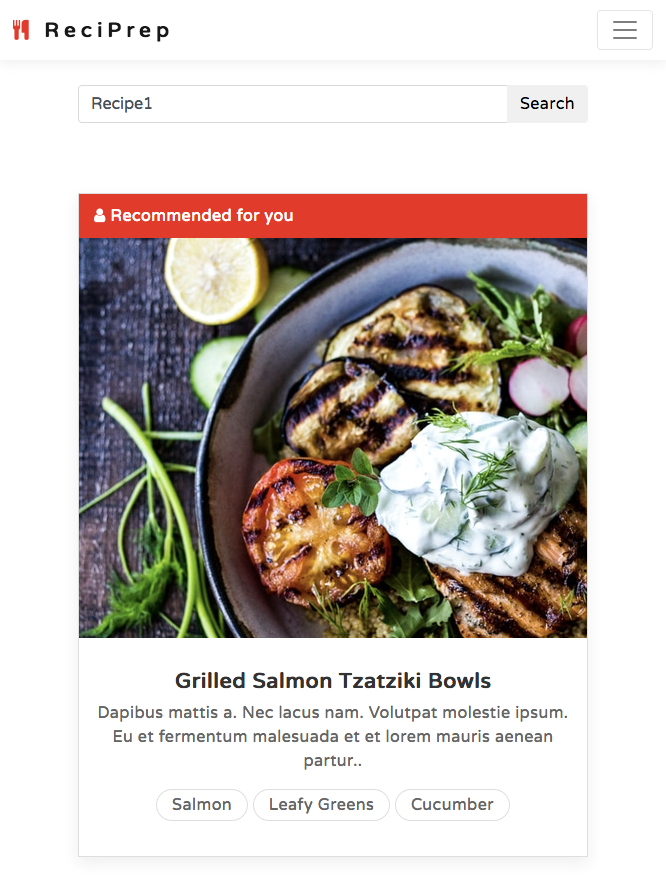 ReciPrep
Recipe1
Search
Recommended for you
Grilled Salmon Tzatziki Bowls
Dapibus mattis a. Nec lacus nam. Volutpat molestie ipsum.
Eu et fermentum malesuada et et lorem mauris aenean
partur..
Salmon
Leafy Greens
Cucumber